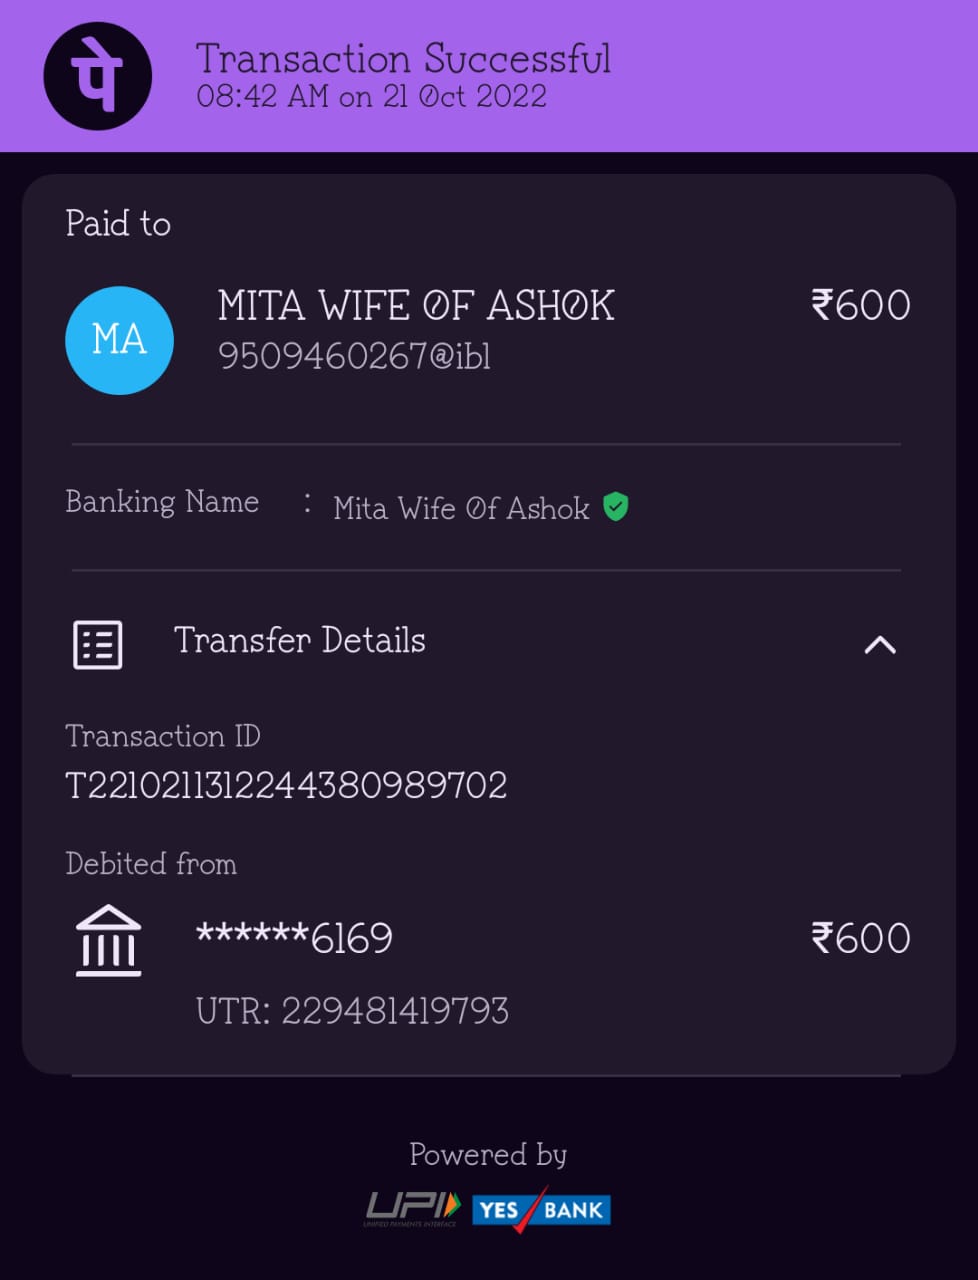 पे
Transaction Successful
08:42 AM on 21 Oct 2022
Paid to
MA
MITA WIFE OF ASHOK
₹600
9509460267@ibl
Banking Name : Mita Wife Of Ashok
Transfer Details
Transaction ID
T2210211312244380989702
Debited from
******6169
₹600
UTR: 229481419793
Powered by
UPI
UNIFIED PAYMENTS INTERFACE
YES BANK